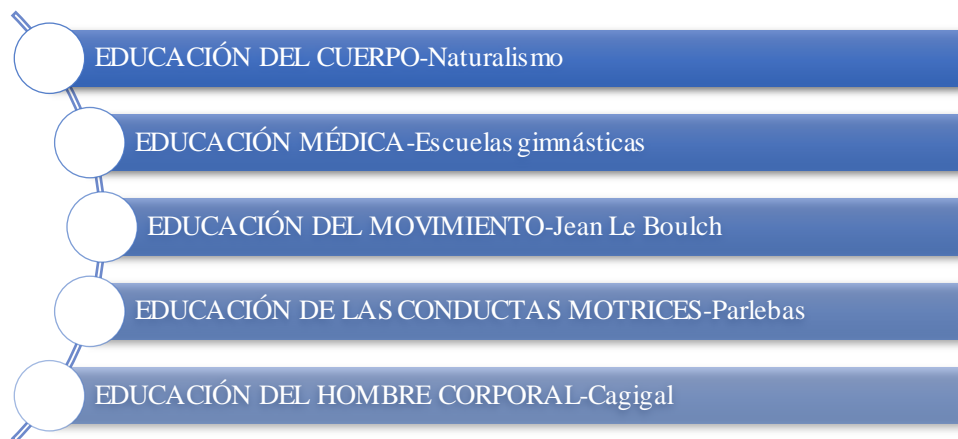 EDUCACIÓN DEL CUERPO-Naturalismo
EDUCACIÓN MÉDICA-Escuelas gimnásticas
EDUCACIÓN DEL MOVIMIENTO-Jean Le Boulch
EDUCACIÓN DE LAS CONDUCTAS MOTRICES-Parlebas
EDUCACIÓN DEL HOMBRE CORPORAL-Cagigal